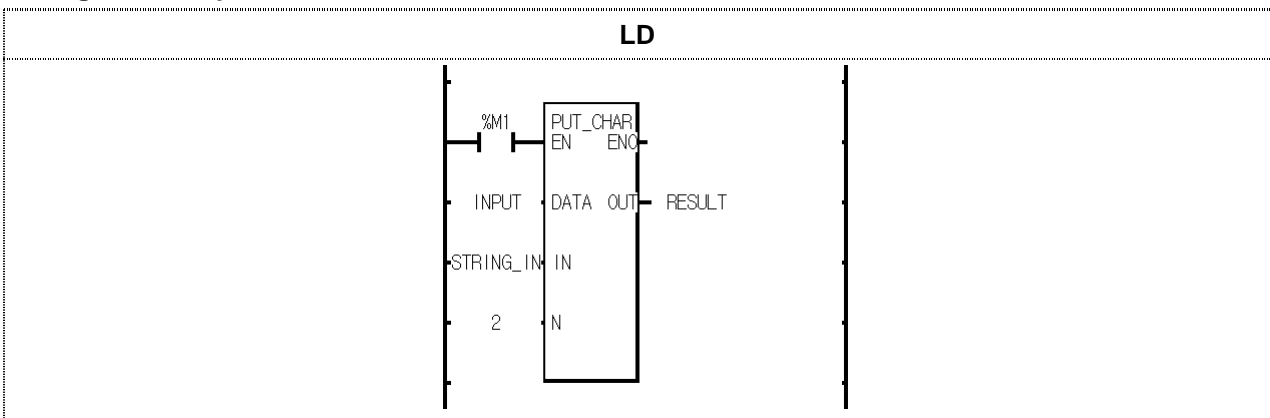 LD
%M1
PUT_CHAR
EN ENO
INPUT DATA OUT RESULT
STRING_IN IN
2 N